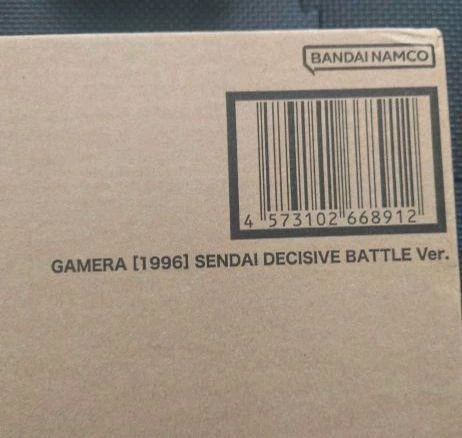 BANDAI NAMCO
4 573102 668912
GAMERA [1996] SENDAI DECISIVE BATTLE Ver.